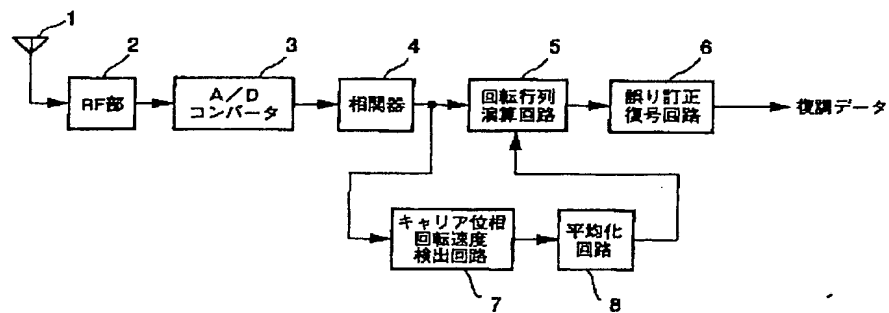 1
2
3
4
5
6
RF部
A/D
コンバータ
相関器
回転行列
演算回路
誤り訂正
復号回路
復調データ
キャリア位相
回転速度
検出回路
平均化
回路
7
8